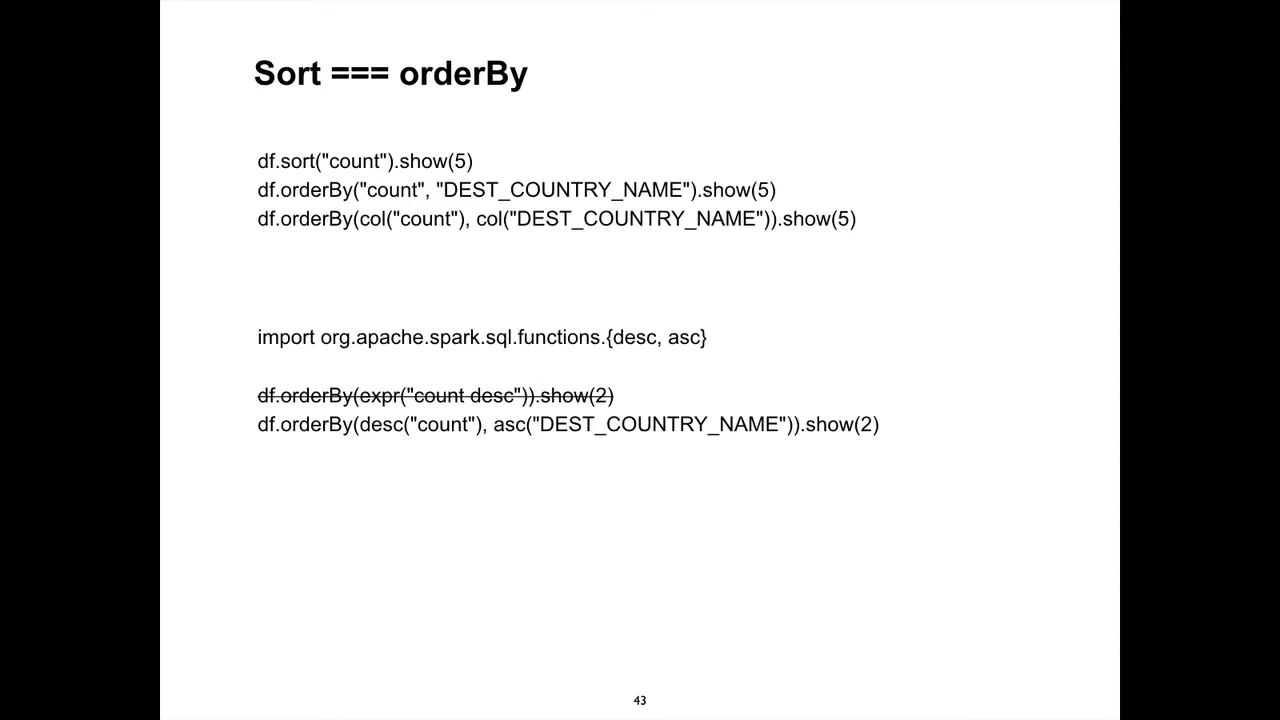 Sort === orderBy
df.sort("count").show(5)
df.orderBy("count", "DEST_COUNTRY_NAME").show(5)
df.orderBy(col("count"), col("DEST_COUNTRY_NAME")).show(5)
import org.apache.spark.sql.functions.{desc, asc}
df.orderBy(expr("count desc")).show(2)
df.orderBy(desc("count"), asc("DEST_COUNTRY_NAME")).show(2)
43